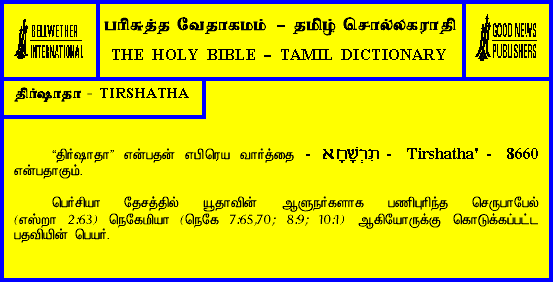 BELLWETHER
INTERNATIONAL
பரிசுத்த வேதாகமம் – தமிழ் சொல்லகராதி
THE HOLY BIBLE – TAMIL DICTIONARY
GOOD NEWS
PUBLISHERS
திர்ஷாதா - TIRSHATHA
“திர்ஷாதா” என்பதன் எபிரெய வார்த்தை - תִּרְשָׁתָא - Tirshatha' - 8660
என்பதாகும்.
பெர்சியா தேசத்தில் யூதாவின் ஆளுநர்களாக பணிபுரிந்த செருபாபேல்
(எஸ்றா 2:63) நெகேமியா (நெகே 7:65,70; 8:9; 10:1) ஆகியோருக்கு கொடுக்கப்பட்ட
பதவியின் பெயர்.